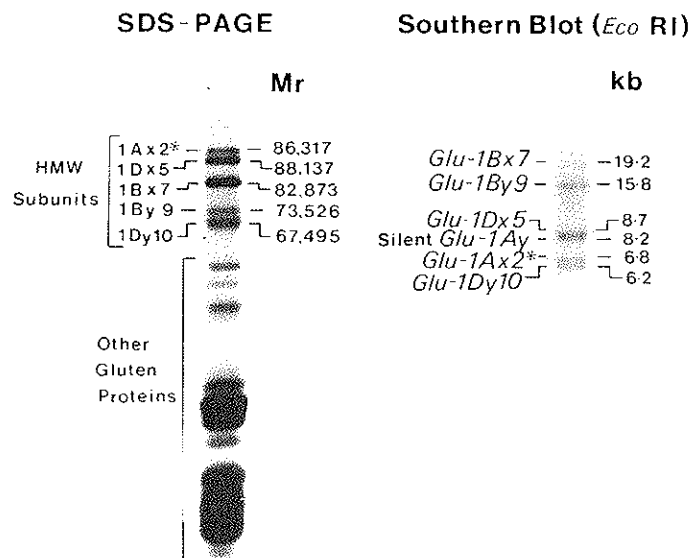 SDS-PAGE
Mr
HMW
Subunits
1Ax2* 86,317
1Dx5 88,137
1Bx7 82,873
1By 9 73,526
1Dy10 67,495
Other
Gluten
Proteins
Southern Blot (Eco RI)
kb
Glu-1Bx7 19·2
Glu-1By9 15·8
Glu-1Dx5 8·7
Silent Glu-1Ay 8·2
Glu-1Ax2* 6·8
Glu-1Dy10 6·2